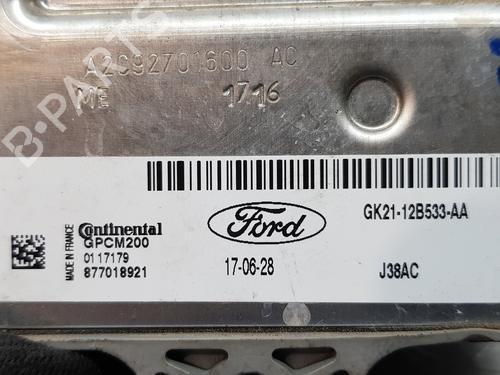 A2C92701600 AC
ME 1716
B-PARTS
MADE IN FRANCE
Continental
GPCM200
0117179
877018921
Ford
17-06-28
GK21-12B533-AA
J38AC